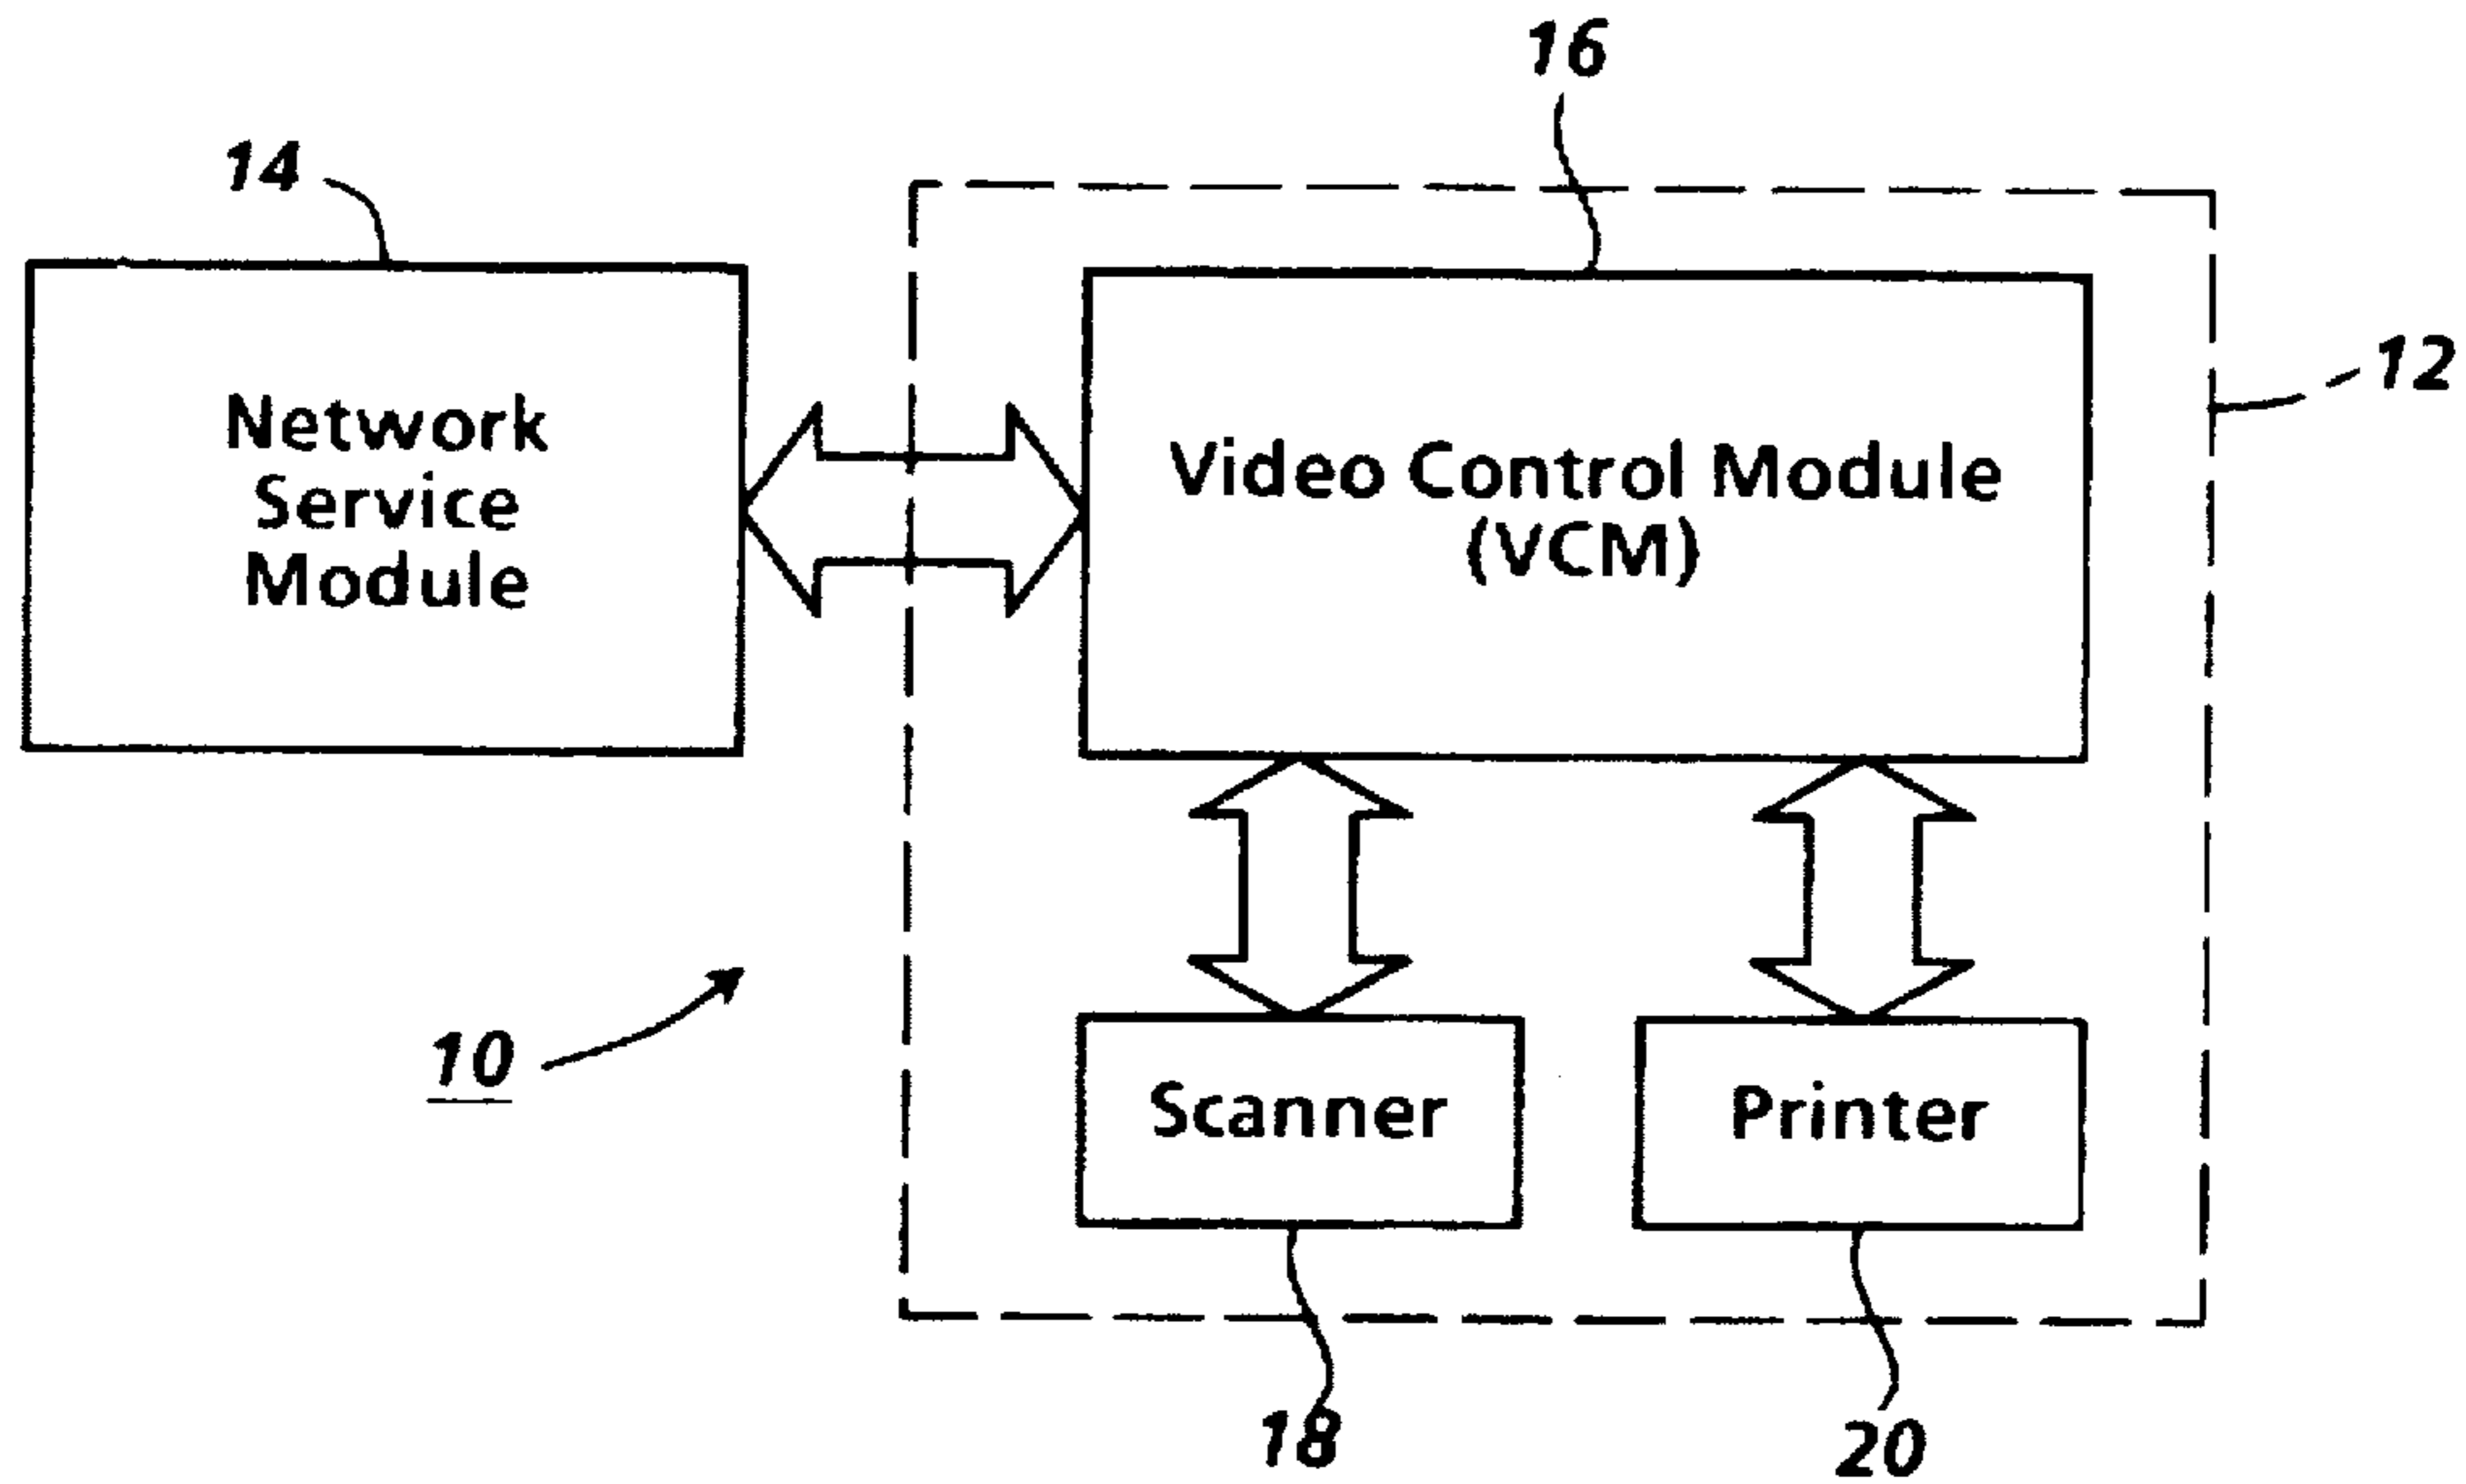 16
14
12
Network
Service
Module
Video Control Module
(VCM)
10
Scanner
Printer
18
20